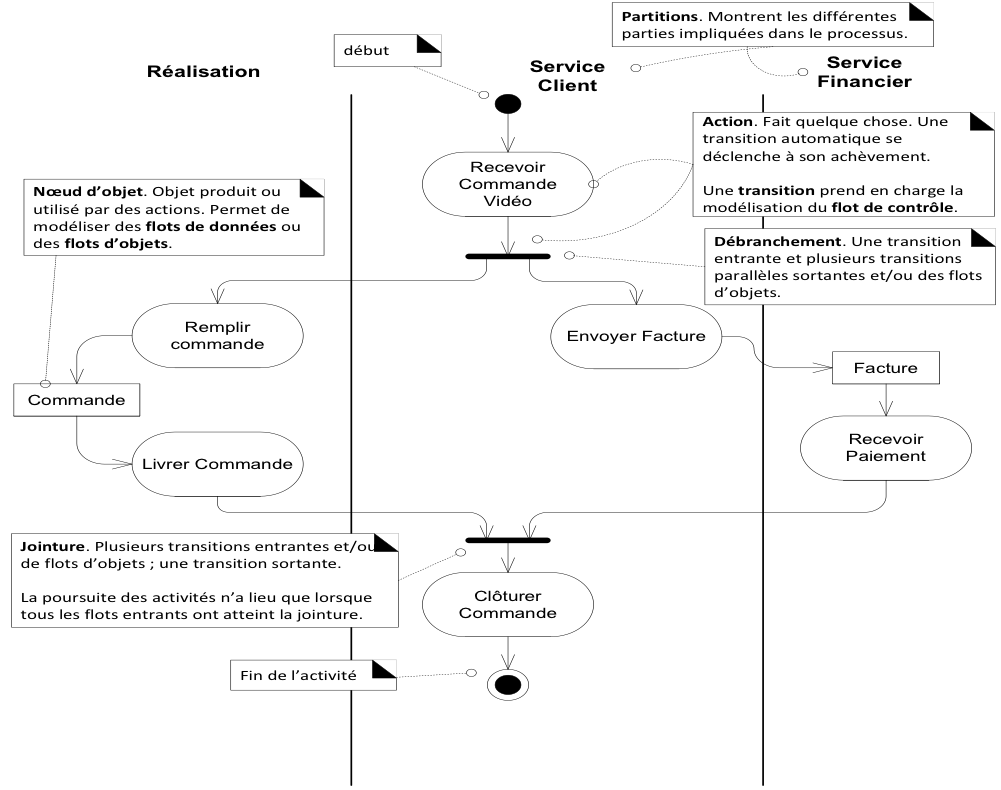 Partitions. Montrent les différentes
parties impliquées dans le processus.
début
Réalisation
Service
Client
Service
Financier
Action. Fait quelque chose. Une
transition automatique se
déclenche à son achèvement.
Une transition prend en charge la
modélisation du flot de contrôle.
Recevoir
Commande
Vidéo
Nœud d'objet. Objet produit ou
utilisé par des actions. Permet de
modéliser des flots de données ou
des flots d'objets.
Débranchement. Une transition
entrante et plusieurs transitions
parallèles sortantes et/ou des flots
d'objets.
Remplir
commande
Envoyer Facture
Facture
Commande
Livrer Commande
Recevoir
Paiement
Jointure. Plusieurs transitions entrantes et/ou
de flots d'objets ; une transition sortante.
La poursuite des activités n'a lieu que lorsque
tous les flots entrants ont atteint la jointure.
Clôturer
Commande
Fin de l'activité